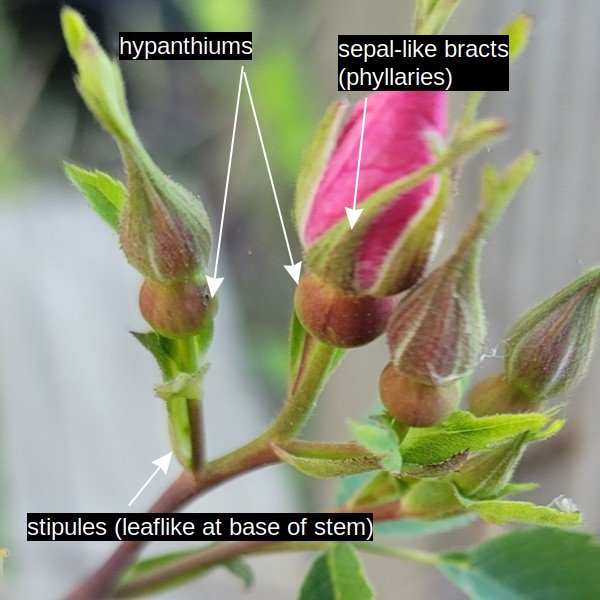 hypanthiums
sepal-like bracts
(phyllaries)
stipules (leaflike at base of stem)